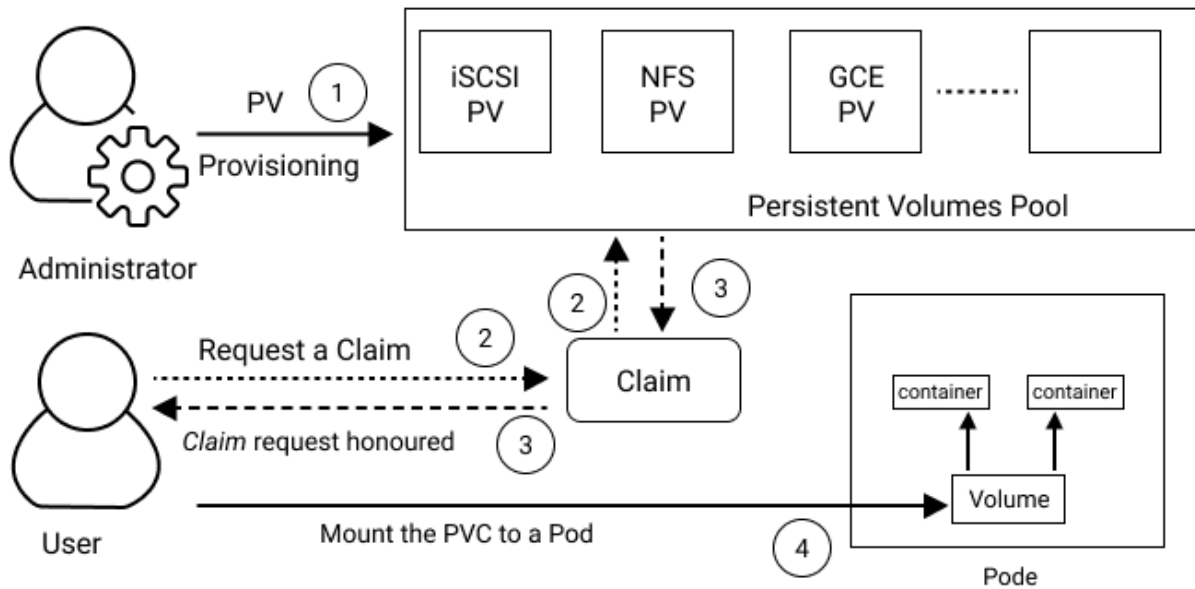 iSCSI
PV
NFS
PV
GCE
PV
PV
1
Provisioning
Persistent Volumes Pool
Administrator
2
3
Request a Claim
2
Claim
Claim request honoured
3
container
container
Volume
Mount the PVC to a Pod
4
User
Pode